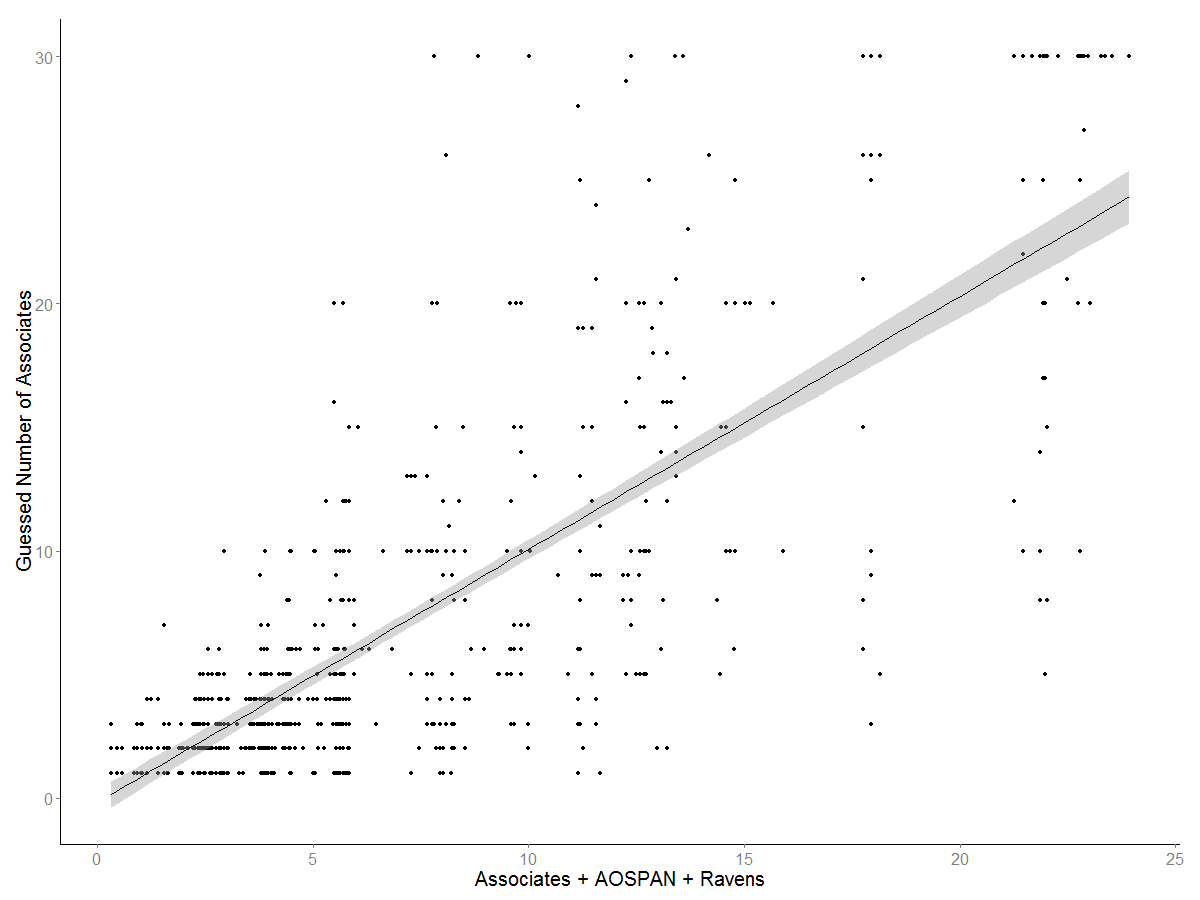 Guessed Number of Associates
30
20
10
0
0 5 10 15 20 25
Associates + AOSPAN + Ravens